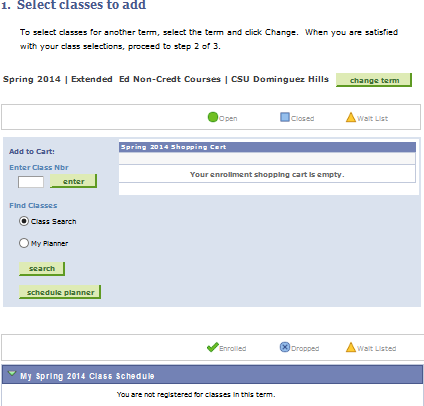 1. Select classes to add
To select classes for another term, select the term and click Change. When you are satisfied
with your class selections, proceed to step 2 of 3.
Spring 2014 | Extended Ed Non-Credt Courses | CSU Dominguez Hills
change term
Open
Closed
Wait List
Add to Cart:
Enter Class Nbr
enter
Find Classes
Class Search
My Planner
search
schedule planner
Spring 2014 Shopping Cart
Your enrollment shopping cart is empty.
Enrolled
Dropped
Wait Listed
My Spring 2014 Class Schedule
You are not registered for classes in this term.